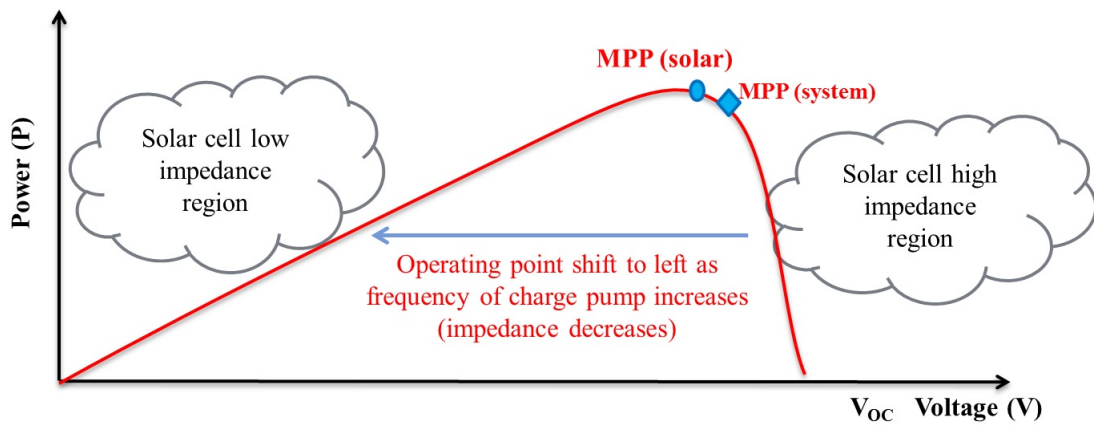 MPP (solar)
MPP (system)
Solar cell low
impedance
region
Solar cell high
impedance
region
Power (P)
Operating point shift to left as
frequency of charge pump increases
(impedance decreases)
VOC Voltage (V)